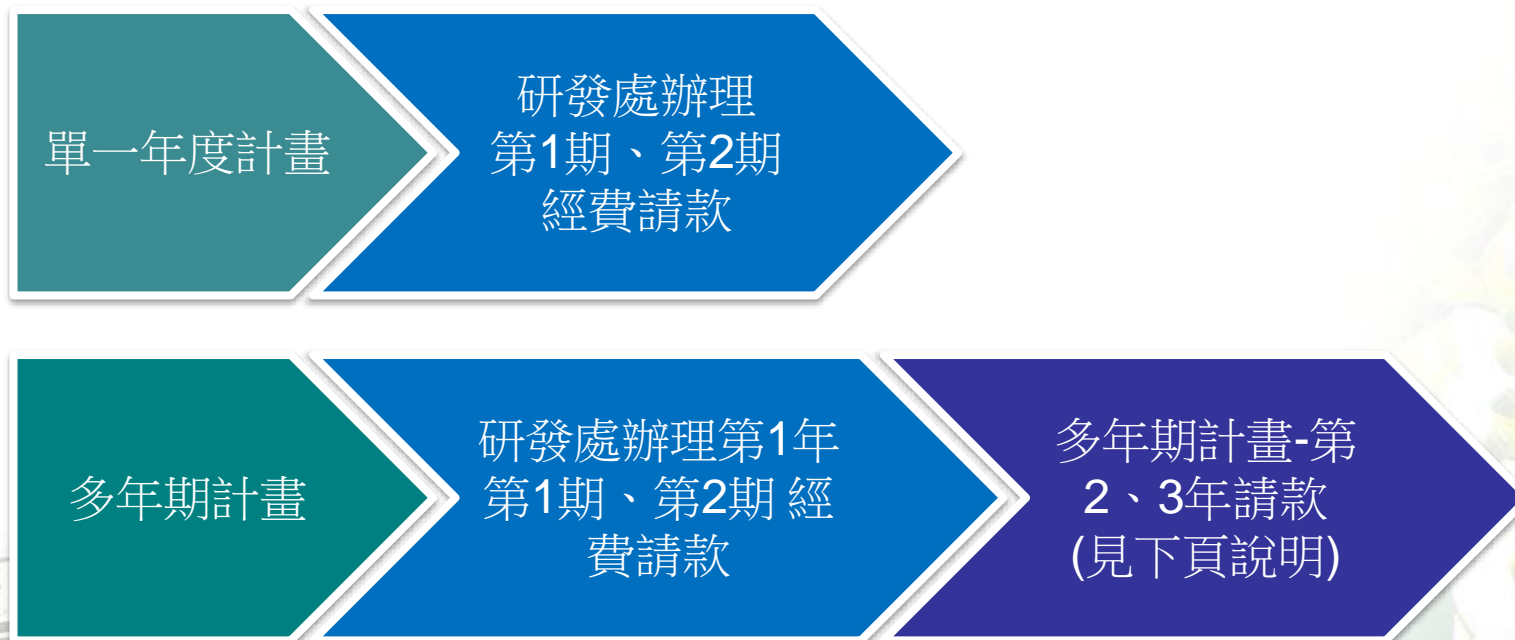 單一年度計畫
研發處辦理
第1期、第2期
經費請款
多年期計畫
研發處辦理第1年
第1期、第2期 經
費請款
多年期計畫-第
2、3年請款
(見下頁說明)